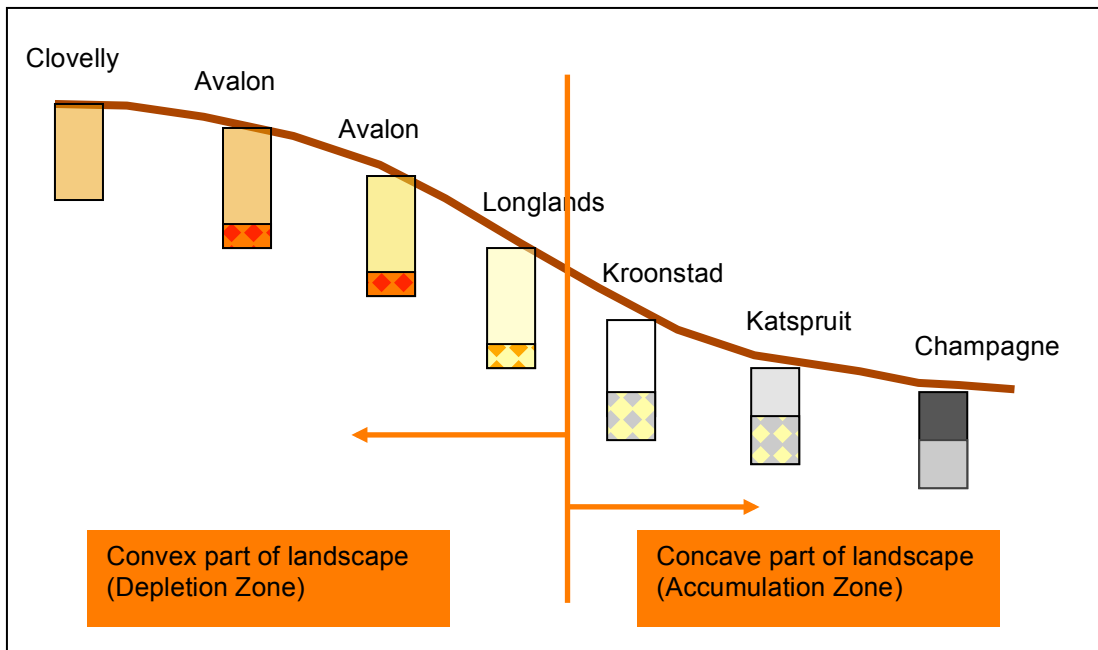 Clovelly
Avalon
Avalon
Longlands
Kroonstad
Katspruit
Champagne
Convex part of landscape
(Depletion Zone)
Concave part of landscape
(Accumulation Zone)